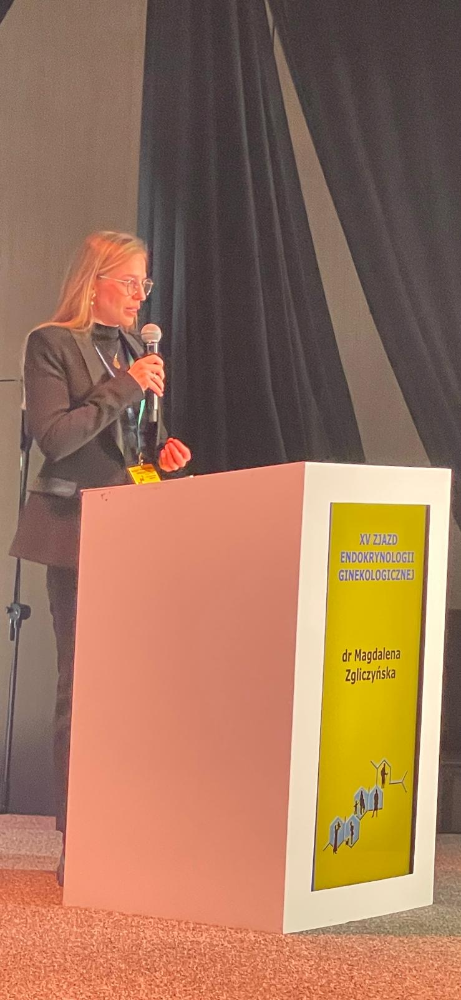 XV ZJAZD
ENDOKRYNOLOGII
GINEKOLOGICZNEJ
dr Magdalena
Zgliczyńska